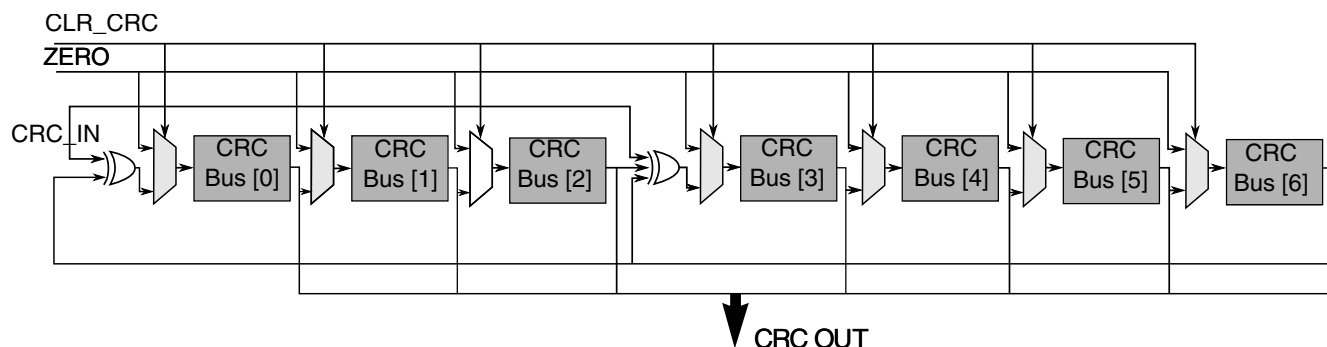 CLR_CRC
ZERO
CRC_IN
CRC
Bus [0]
CRC
Bus [1]
CRC
Bus [2]
CRC
Bus [3]
CRC
Bus [4]
CRC
Bus [5]
CRC
Bus [6]
CRC OUT